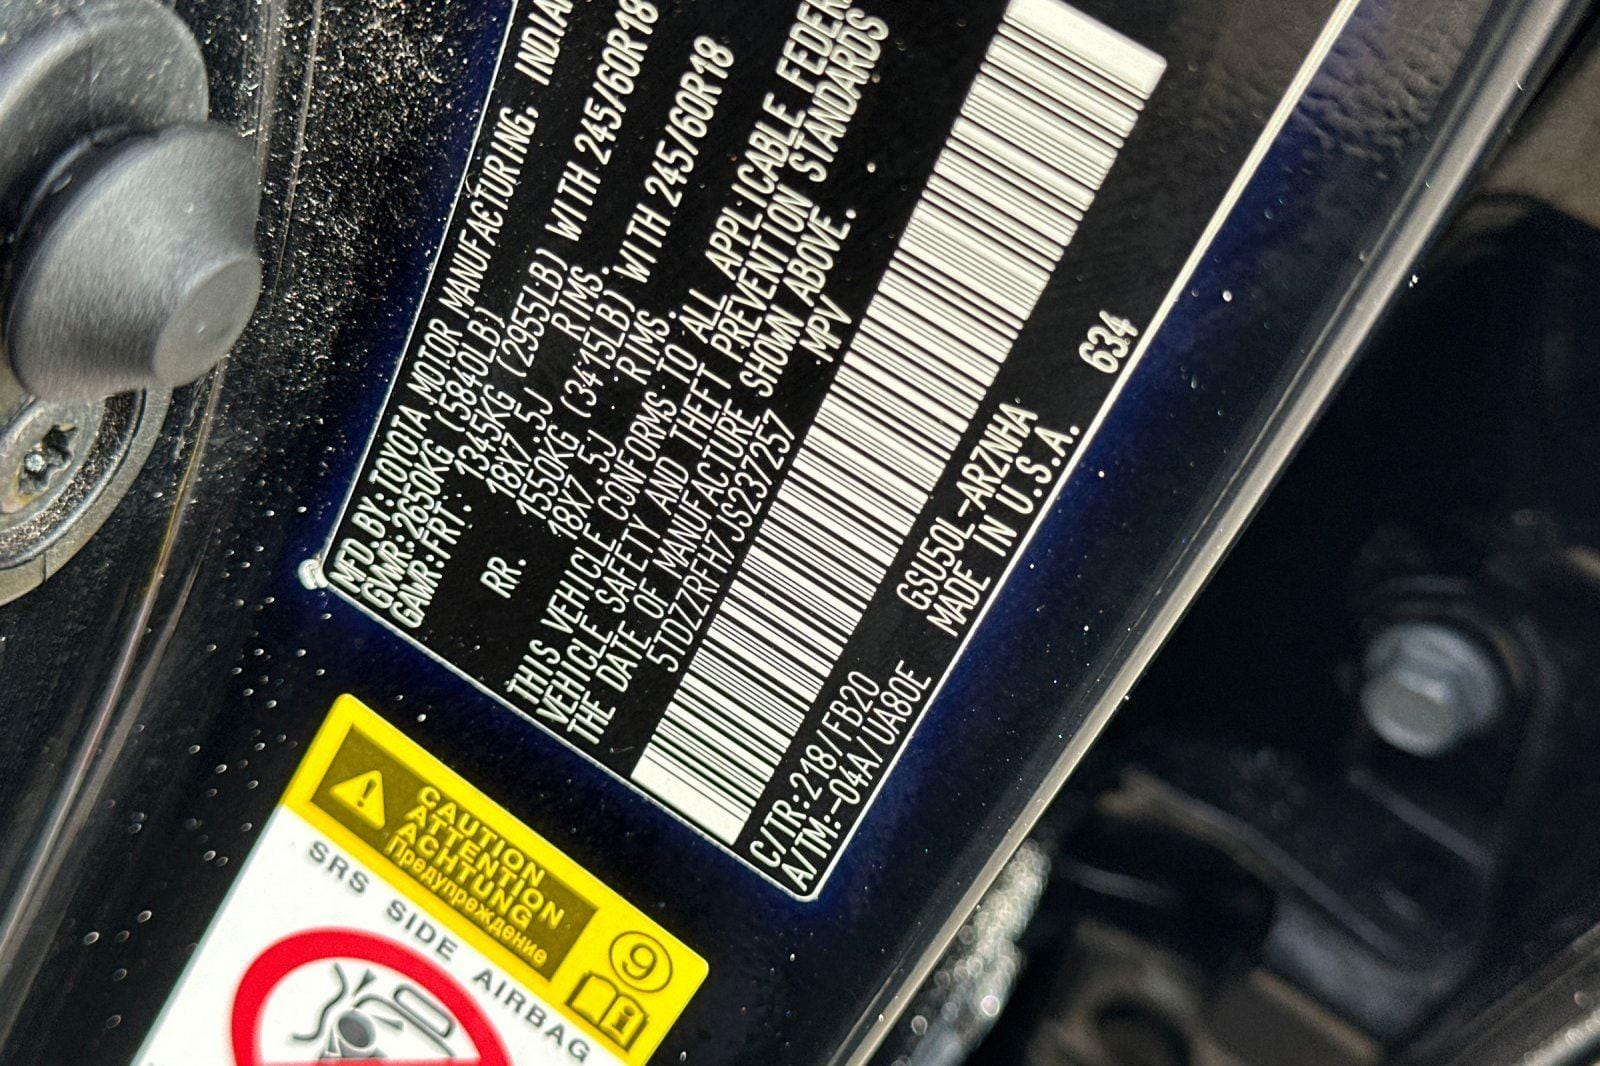 MFD BY:TOYOTA MOTOR MANUFACTURING, INDIANA
GVWR:2650KG (5840LB)
GAWR:FRT. 1345KG (2955LB) WITH 245/60R18
18X7.5J RIMS.
RR. 1550KG (3415LB) WITH 245/60R18
18X7.5J RIMS.
THIS VEHICLE CONFORMS TO ALL APPLICABLE
VEHICLE SAFETY AND THEFT PREVENTION STANDARDS
THE DATE OF MANUFACTURE SHOWN ABOVE.
5TDZZRFH7JS237257 MPV
634
C/TR:218/FB20 GSU50L-ARZNHA
A/TM:-04A/UA80E MADE IN U.S.A.
CAUTION
ATTENTION
ACHTUNG
Предупреждение
9
i
SRS SIDE AIRBAG